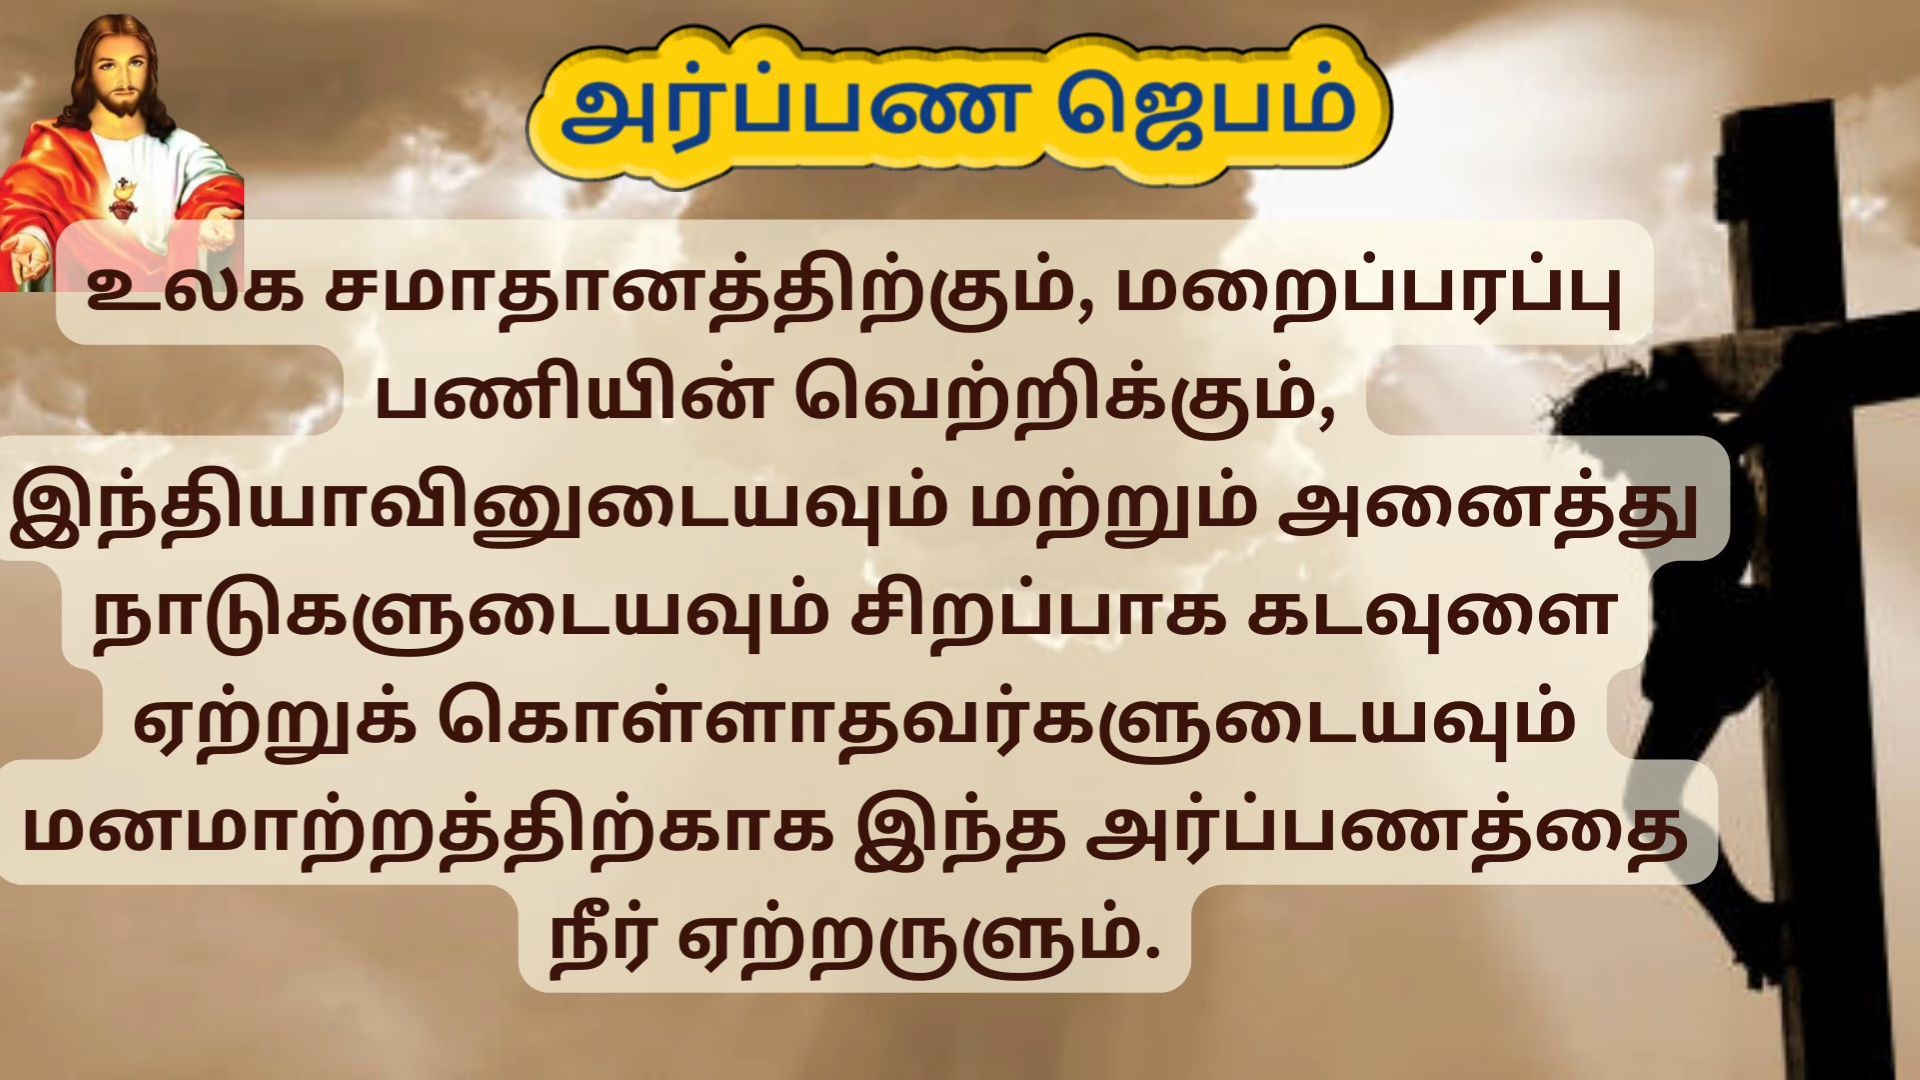 அர்ப்பண ஜெபம்
உலக சமாதானத்திற்கும், மறைப்பரப்பு
பணியின் வெற்றிக்கும்,
இந்தியாவினுடையவும் மற்றும் அனைத்து
நாடுகளுடையவும் சிறப்பாக கடவுளை
ஏற்றுக் கொள்ளாதவர்களுடையவும்
மனமாற்றத்திற்காக இந்த அர்ப்பணத்தை
நீர் ஏற்றருளும்.